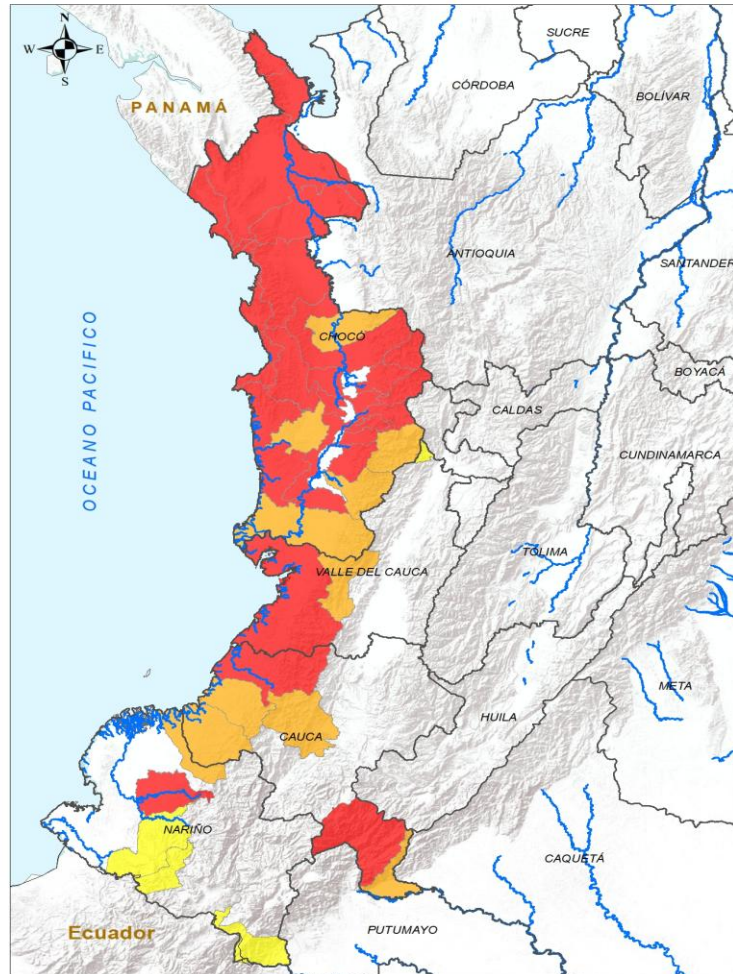 N
W E
S
SUCRE
CÓRDOBA
BOLÍVAR
PANAMÁ
ANTIOQUIA
SANTANDER
OCEANO PACIFICO
CHOCÓ
BOYACÁ
CALDAS
CUNDINAMARCA
TOLIMA
VALLE DEL CAUCA
META
HUILA
CAUCA
NARIÑO
CAQUETÁ
Ecuador
PUTUMAYO